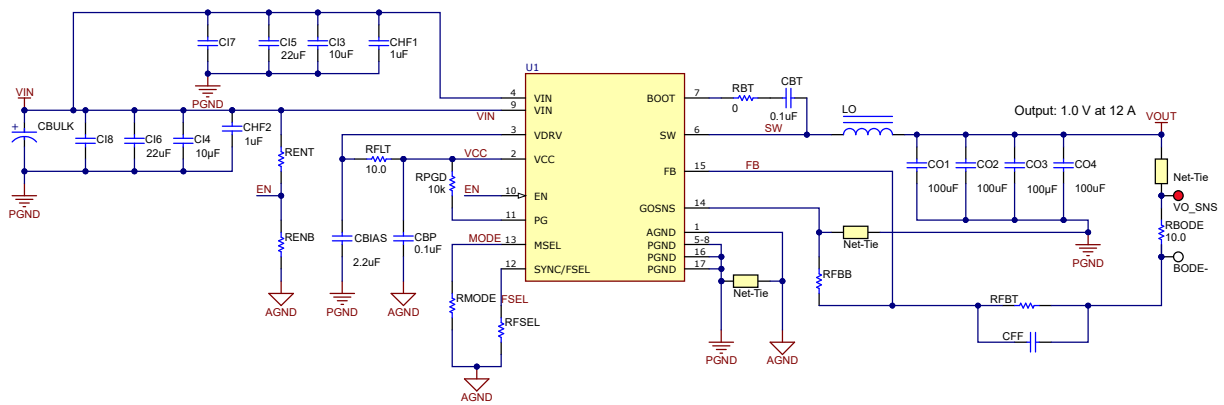 CI7
CI5
22uF
CI3
10uF
CHF1
1uF
PGND
VIN
CBULK
CI8
CI6
22uF
CI4
10µF
CHF2
1uF
PGND
RENT
EN
RENB
AGND
VIN
RFLT
10.0
VCC
RPGD
10k
EN
CBIAS
2.2uF
PGND
CBP
0.1uF
AGND
MODE
RMODE
FSEL
RFSEL
AGND
U1
4 VIN
9 VIN
3 VDRV
2 VCC
10 EN
11 PG
13 MSEL
12 SYNC/FSEL
BOOT 7
SW 6
FB 15
GOSNS 14
AGND 1
PGND 5-8
PGND 16
PGND 17
Net-Tie
PGND
AGND
RBT
0
CBT
0.1uF
SW
LO
FB
Output: 1.0 V at 12 A
VOUT
CO1
100uF
CO2
100uF
CO3
100µF
CO4
100uF
PGND
Net-Tie
VO_SNS
RBODE
10.0
BODE-
Net-Tie
RFBB
RFBT
CFF